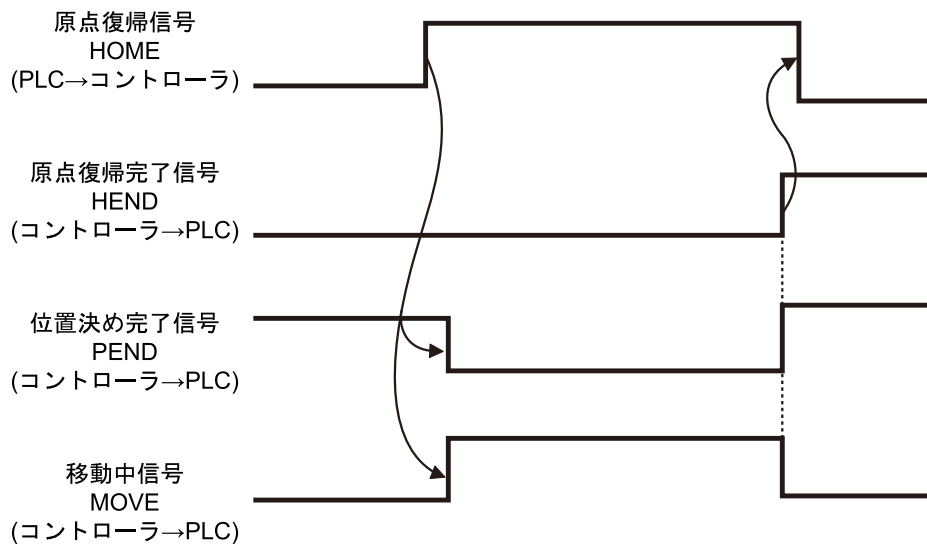 原点復帰信号
HOME
(PLC→コントローラ)
原点復帰完了信号
HEND
(コントローラ→PLC)
位置決め完了信号
PEND
(コントローラ→PLC)
移動中信号
MOVE
(コントローラ→PLC)